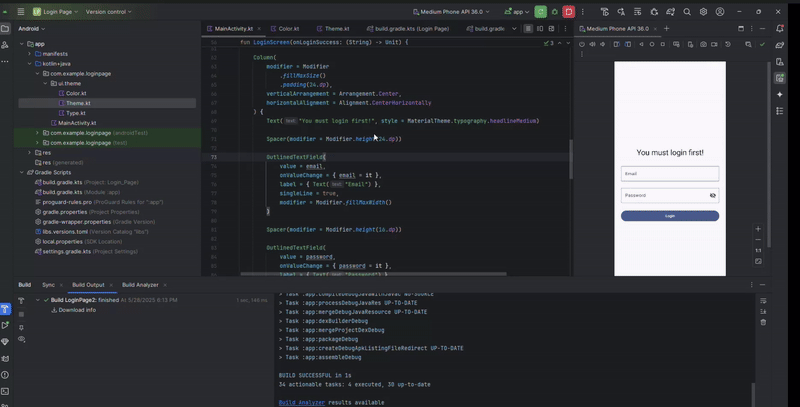 Login Page
Version control
Medium Phone API 36.0
app
Android
MainActivity.kt
Color.kt
Theme.kt
build.gradle.kts (Login Page)
build.gradle.kts
Medium Phone API 36.0
app
manifests
kotlin+java
com.example.loginpage
ui.theme
Color.kt
Theme.kt
Type.kt
MainActivity.kt
com.example.loginpage (androidTest)
com.example.loginpage (test)
res
res (generated)
Gradle Scripts
build.gradle.kts (Project: Login_Page)
build.gradle.kts (Module :app)
proguard-rules.pro (ProGuard Rules for ":app")
gradle.properties (Project Properties)
gradle-wrapper.properties (Gradle Version)
libs.versions.toml (Version Catalog "libs")
local.properties (SDK Location)
settings.gradle.kts (Project Settings)
fun LoginScreen(onLoginSuccess: (String) -> Unit) {
Column(
modifier = Modifier
.fillMaxSize()
.padding(24.dp),
verticalArrangement = Arrangement.Center,
horizontalAlignment = Alignment.CenterHorizontally
) {
Text( text = "You must login first!", style = MaterialTheme.typography.headlineMedium)
Spacer(modifier = Modifier.height(24.dp))
73 OutlinedTextField(
value = email,
onValueChange = { email = it },
label = { Text( text = "Email") },
singleLine = true,
modifier = Modifier.fillMaxWidth()
)
Spacer(modifier = Modifier.height(16.dp))
OutlinedTextField(
value = password,
onValueChange = { password = it },
label = { Text( text = "Password") },
You must login first!
Email
Password
Login
1:1
Build
Sync
Build Output
Build Analyzer
Build LoginPage2: finished At 5/28/2025 6:13 PM
1 sec, 146 ms
Download info
> Task :app:compileDebugJavaWithJavac NO-SOURCE
> Task :app:processDebugJavaRes UP-TO-DATE
> Task :app:mergeDebugJavaResource UP-TO-DATE
> Task :app:dexBuilderDebug
> Task :app:mergeProjectDexDebug
> Task :app:packageDebug
> Task :app:createDebugApkListingFileRedirect UP-TO-DATE
> Task :app:assembleDebug
BUILD SUCCESSFUL in 1s
34 actionable tasks: 4 executed, 30 up-to-date
Build Analyzer results available